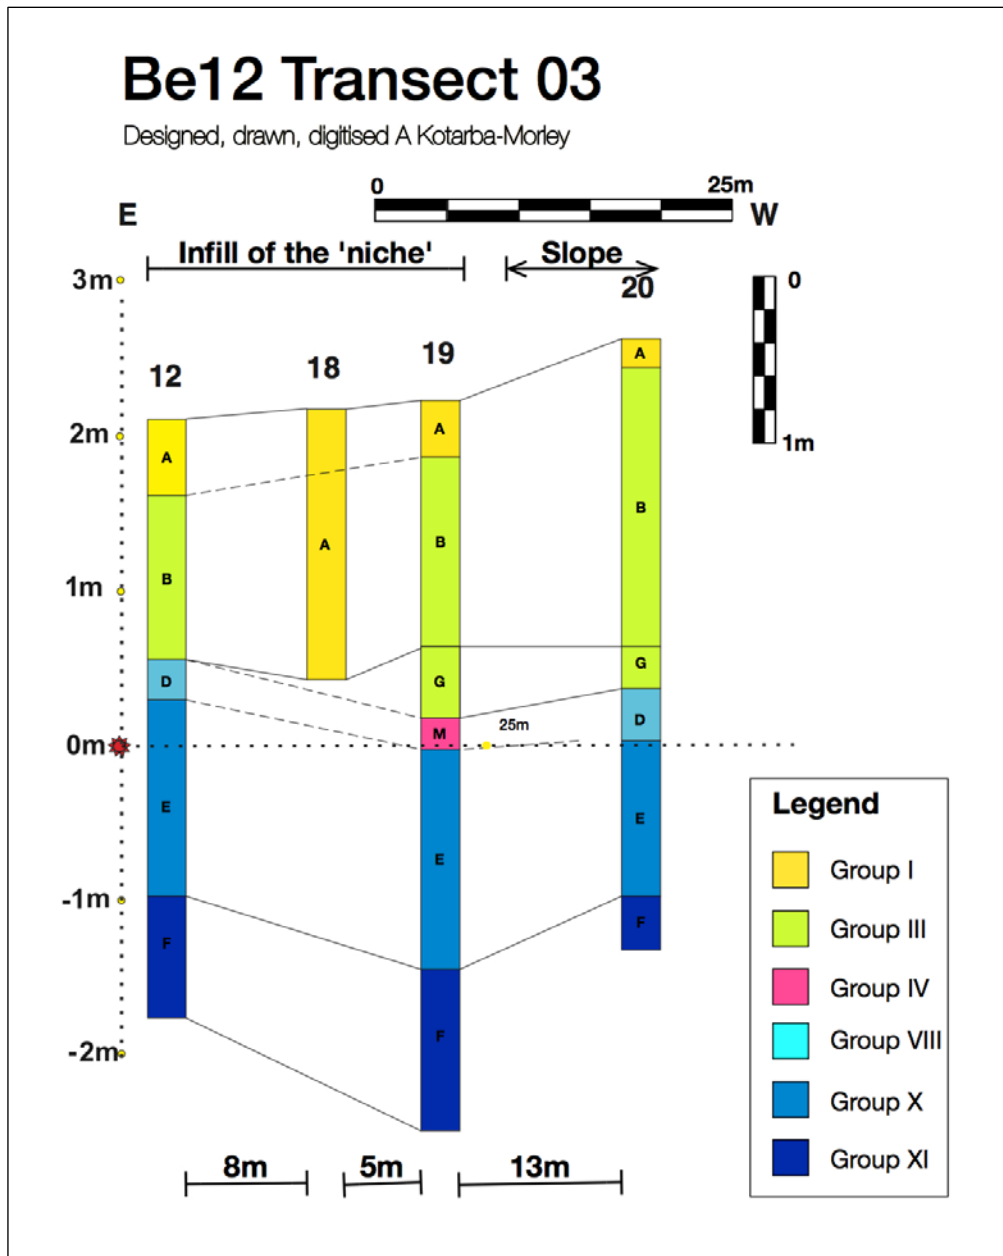 Be12 Transect 03
Designed, drawn, digitised A Kotarba-Morley
0 25m
E W
Infill of the 'niche' Slope
3m 20 0
19
18
12
A
A
2m A 1m
A
B
A
B
1m B
G
D G
D
M 25m
0m
E E
E
-1m
F F
F
-2m
8m 5m 13m
Legend
Group I
Group III
Group IV
Group VIII
Group X
Group XI